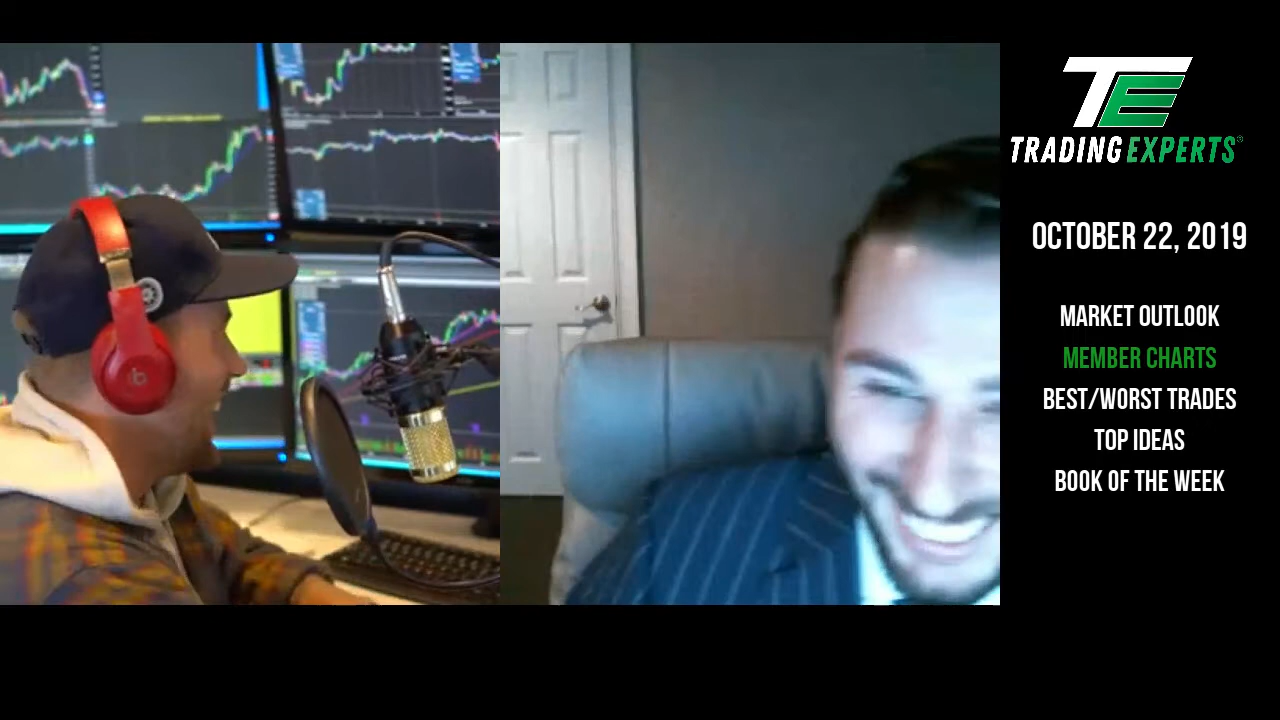 TE
TRADING EXPERTS®
OCTOBER 22, 2019
MARKET OUTLOOK
MEMBER CHARTS
BEST/WORST TRADES
TOP IDEAS
BOOK OF THE WEEK